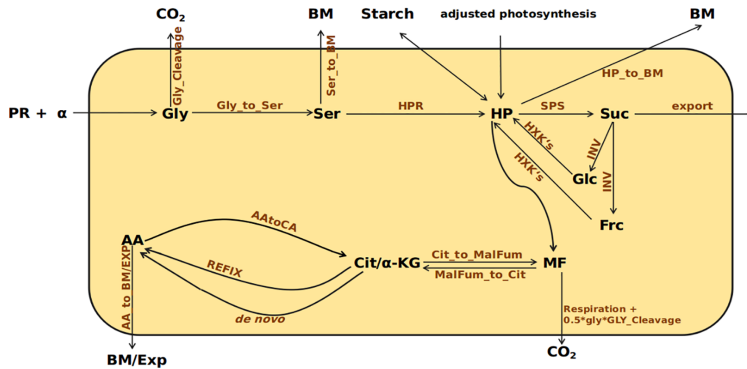 CO₂
BM
Starch
adjusted photosynthesis
BM
Gly_Cleavage
Ser_to_BM
HP_to_BM
PR + α
Gly
Gly_to_Ser
Ser
HPR
HP
SPS
Suc
export
HXK's
INV
INV
Glc
HXK's
Frc
AA
AAtoCA
REFIX
de novo
Cit/α-KG
Cit_to_MalFum
MalFum_to_Cit
MF
AA_to_BM/EXP
Respiration +
0.5*gly*GLY_Cleavage
BM/Exp
CO₂